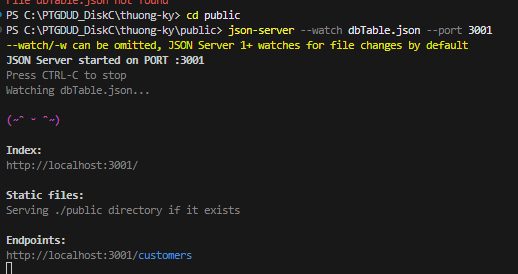 File dbTable.json not found
PS C:\PTGDUD_DiskC\thuong-ky> cd public
PS C:\PTGDUD_DiskC\thuong-ky\public> json-server --watch dbTable.json --port 3001
--watch/-w can be omitted, JSON Server 1+ watches for file changes by default
JSON Server started on PORT :3001
Press CTRL-C to stop
Watching dbTable.json...
(~ˆ ˘ ˆ~)
Index:
http://localhost:3001/
Static files:
Serving ./public directory if it exists
Endpoints:
http://localhost:3001/customers